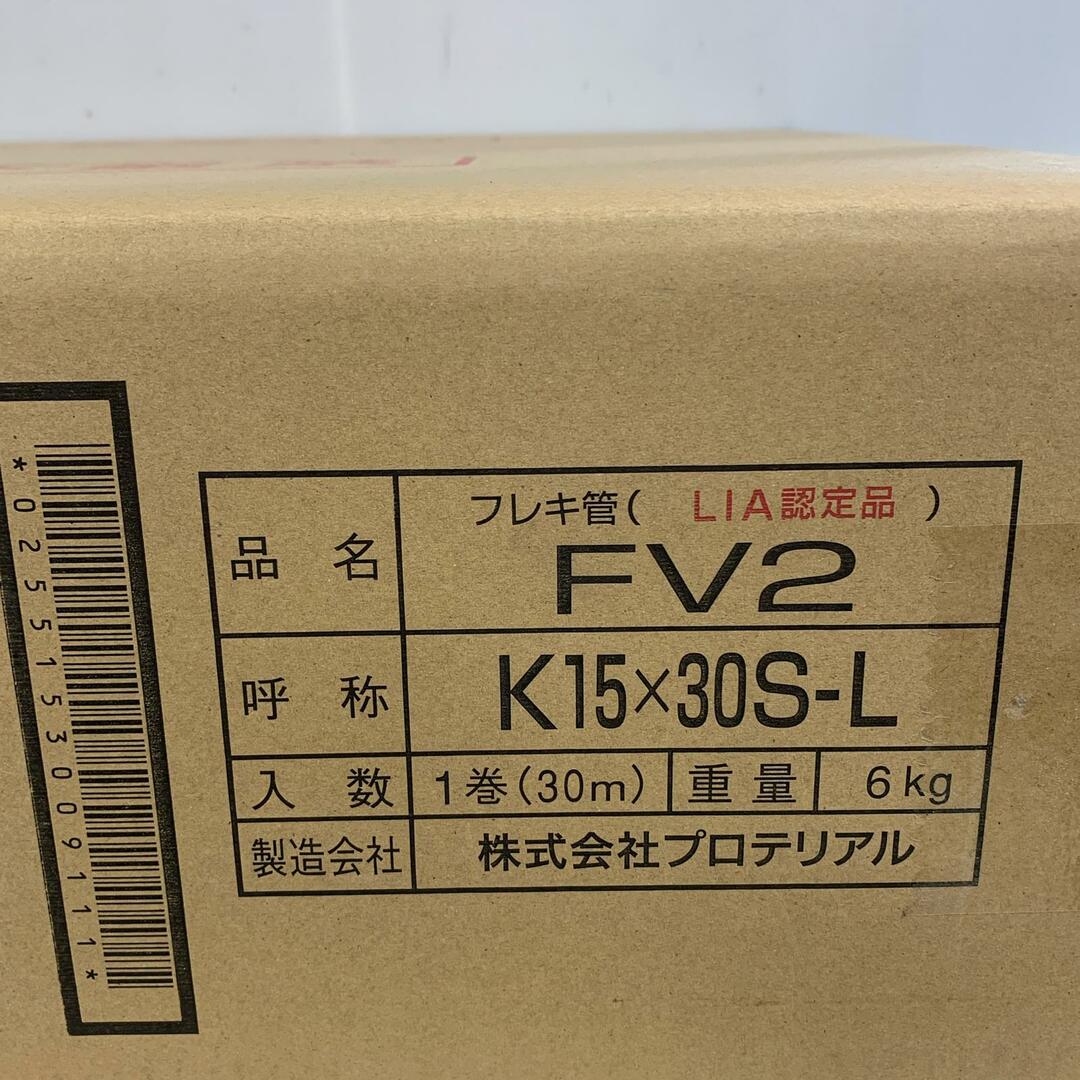 *0255153009111*
品名 フレキ管( LIA認定品 )
FV2
呼称 K15×30S-L
入数 1巻(30m) 重量 6kg
製造会社 株式会社プロテリアル